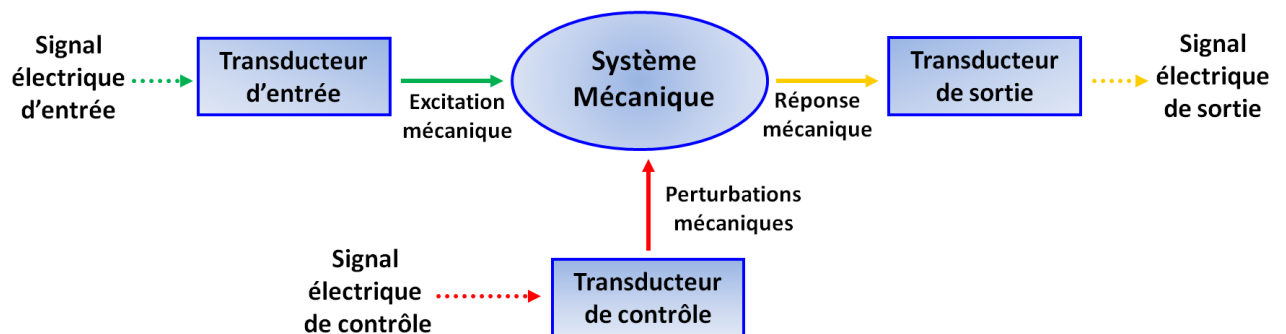 Signal
électrique
d'entrée
Transducteur
d'entrée
Excitation
mécanique
Système
Mécanique
Réponse
mécanique
Transducteur
de sortie
Signal
électrique
de sortie
Perturbations
mécaniques
Signal
électrique
de contrôle
Transducteur
de contrôle